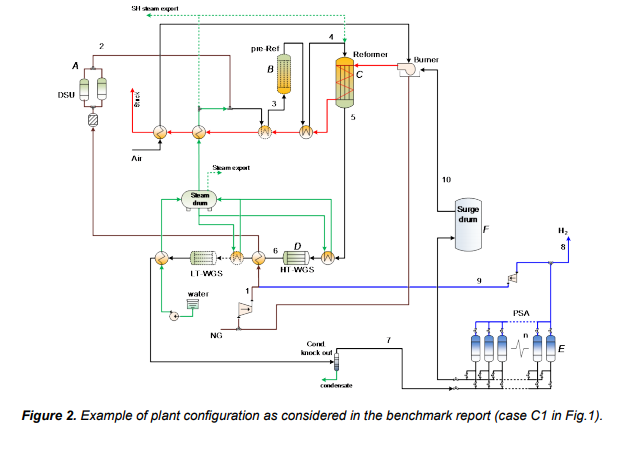 SH steam export
2
4
pre-Ref
Reformer
Burner
A
B
C
DSU
3
Stack
5
Air
Steam export
10
Steam
drum
Surge
drum
F
H₂
8
D
6
LT-WGS
HT-WGS
9
1
water
PSA
NG
n
Cond.
knock out
7
E
condensate
Figure 2. Example of plant configuration as considered in the benchmark report (case C1 in Fig.1).